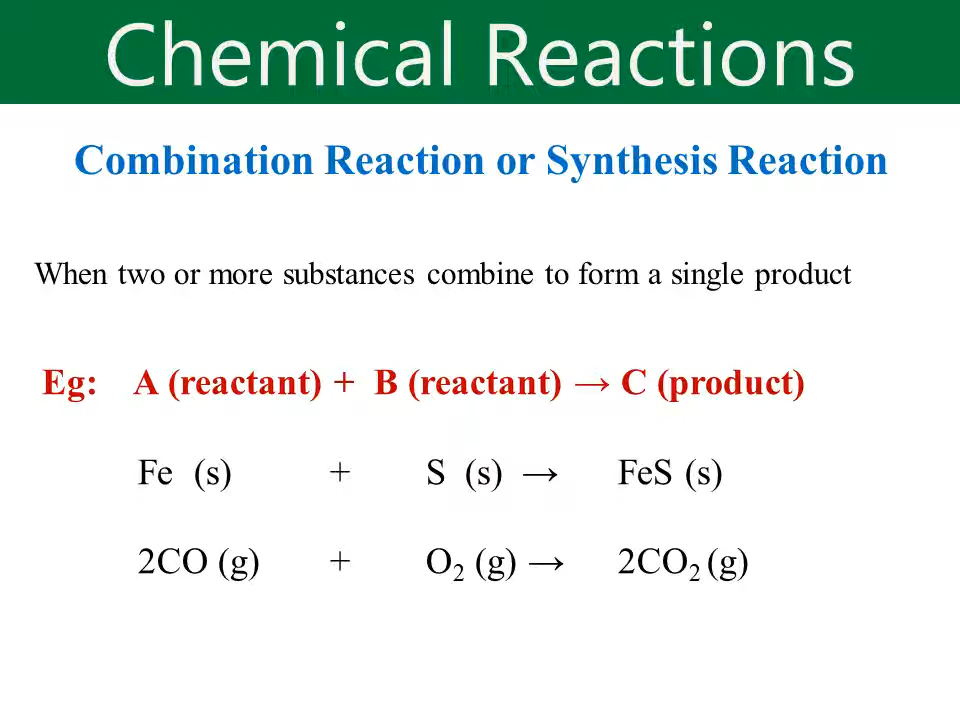 Chemical Reactions
Combination Reaction or Synthesis Reaction
When two or more substances combine to form a single product
Eg: A (reactant) + B (reactant) → C (product)
Fe (s) + S (s) → FeS (s)
2CO (g) + O₂ (g) → 2CO₂ (g)